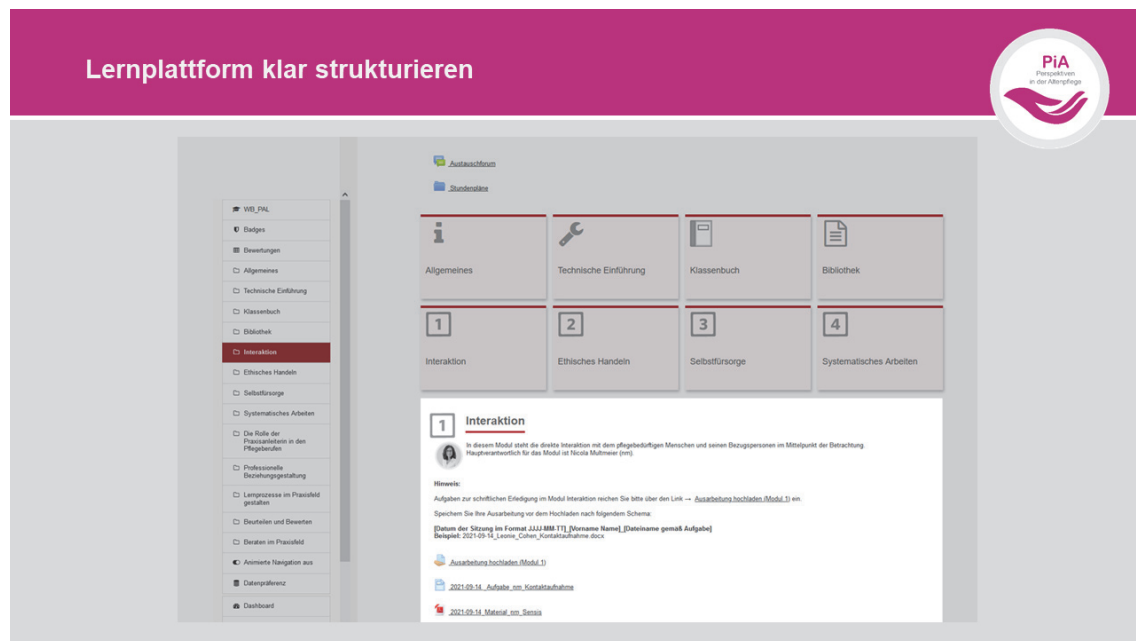 Lernplattform klar strukturieren
PiA
Perspektiven
in der Altenpflege
Austauschforum
Stundenpläne
WB_PAL
Badges
Bewertungen
Allgemeines
Technische Einführung
Klassenbuch
Bibliothek
Interaktion
Ethisches Handeln
Selbstfürsorge
Systematisches Arbeiten
Die Rolle der
Praxisanleiterin in den
Pflegeberufen
Professionelle
Beziehungsgestaltung
Lernprozesse im Praxisfeld
gestalten
Beurteilen und Bewerten
Beraten im Praxisfeld
Animierte Navigation aus
Datenpräferenz
Dashboard
Allgemeines
Technische Einführung
Klassenbuch
Bibliothek
1
Interaktion
2
Ethisches Handeln
3
Selbstfürsorge
4
Systematisches Arbeiten
1
Interaktion
In diesem Modul steht die direkte Interaktion mit dem pflegebedürftigen Menschen und seinen Bezugspersonen im Mittelpunkt der Betrachtung.
Hauptverantwortlich für das Modul ist Nicola Multmeier (nm).
Hinweis:
Aufgaben zur schriftlichen Erledigung im Modul Interaktion reichen Sie bitte über den Link → Ausarbeitung hochladen (Modul 1) ein.
Speichern Sie Ihre Ausarbeitung vor dem Hochladen nach folgendem Schema:
[Datum der Sitzung im Format JJJJ-MM-TT]_[Vorname Name]_[Dateiname gemäß Aufgabe]
Beispiel: 2021-09-14_Leonie_Cohen_Kontaktaufnahme.docx
Ausarbeitung hochladen (Modul 1)
2021-09-14_Aufgabe_nm_Kontaktaufnahme
2021-09-14_Material_nm_Sensis